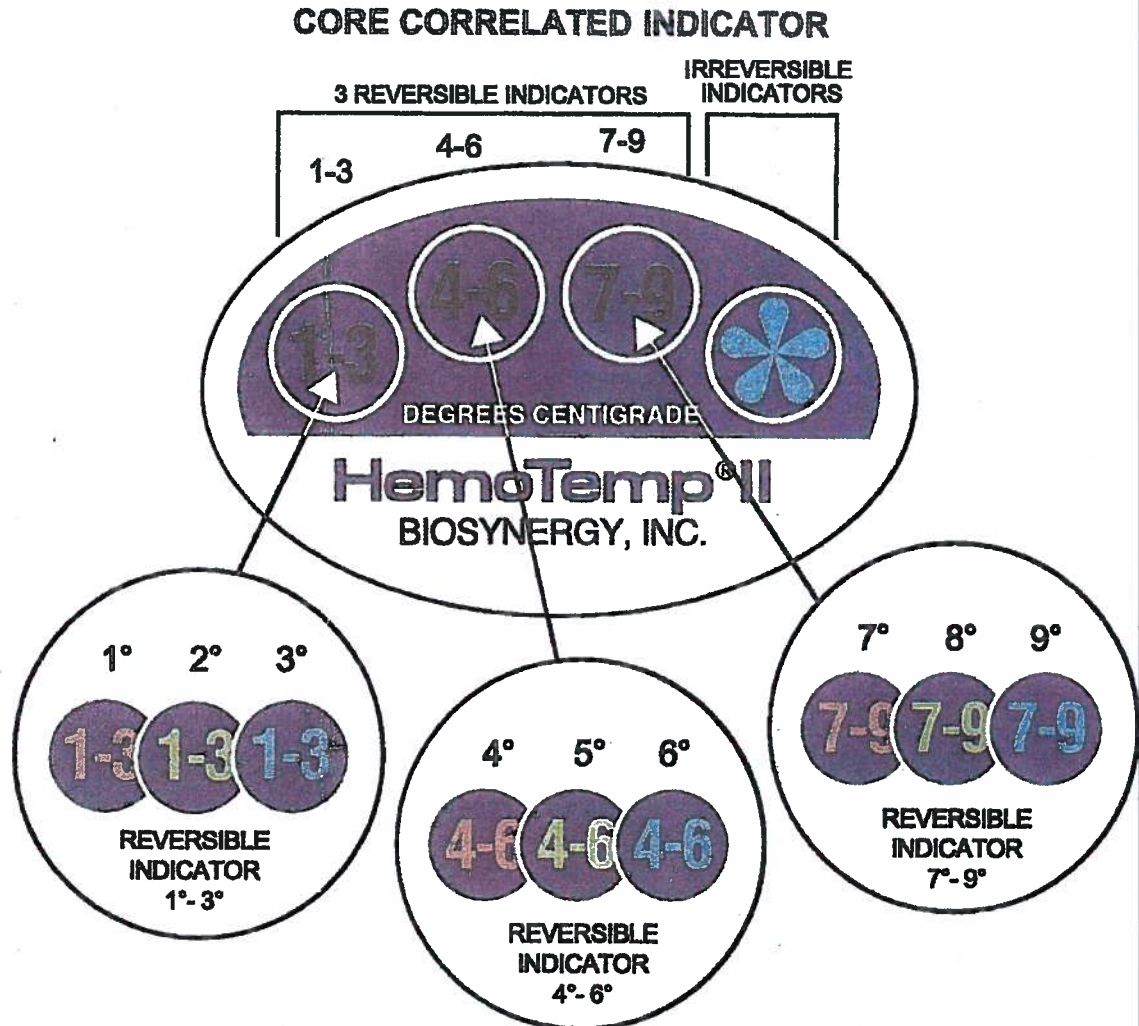 CORE CORRELATED INDICATOR
3 REVERSIBLE INDICATORS
IRREVERSIBLE
INDICATORS
1-3
4-6
7-9
1-3
4-6
7-9
DEGREES CENTIGRADE
HemoTemp® II
BIOSYNERGY, INC.
1° 2° 3°
1-3 1-3 1-3
REVERSIBLE
INDICATOR
1°- 3°
4° 5° 6°
4-6 4-6 4-6
REVERSIBLE
INDICATOR
4°- 6°
7° 8° 9°
7-9 7-9 7-9
REVERSIBLE
INDICATOR
7°- 9°